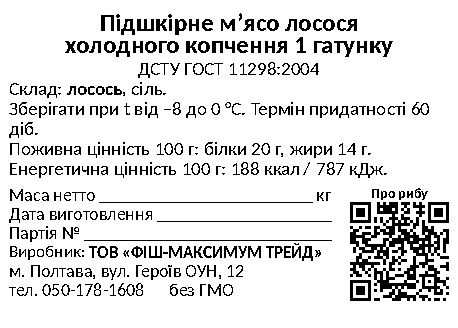 Підшкірне м’ясо лосося
холодного копчення 1 гатунку
ДСТУ ГОСТ 11298:2004
Склад: лосось, сіль.
Зберігати при t від –8 до 0 °С. Термін придатності 60
діб.
Поживна цінність 100 г: білки 20 г, жири 14 г.
Енергетична цінність 100 г: 188 ккал / 787 кДж.
Маса нетто ____________________ кг
Дата виготовлення ____________________
Партія № ____________________
Про рибу
Виробник: ТОВ «ФІШ-МАКСИМУМ ТРЕЙД»
м. Полтава, вул. Героїв ОУН, 12
тел. 050-178-1608 без ГМО